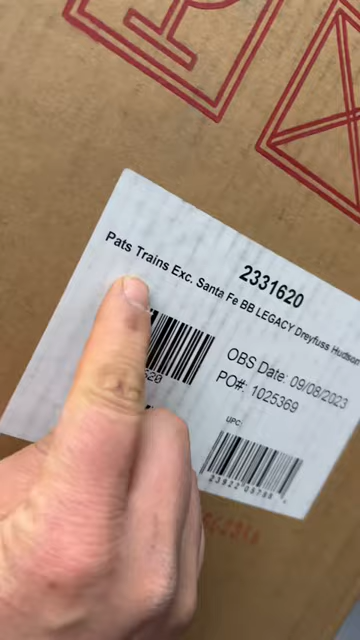 2331620
Pats Trains Exc. Santa Fe BB LEGACY Dreyfuss Hudson
OBS Date: 09/08/2023
PO#: 1025369
UPC: